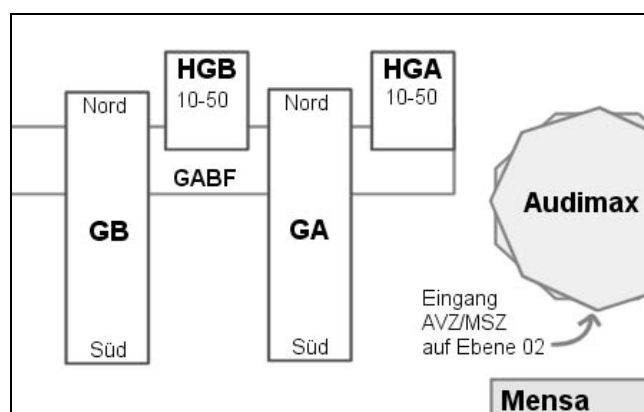 HGB
10-50
HGA
10-50
Nord
Nord
GABF
GB
GA
Audimax
Eingang
AVZ/MSZ
auf Ebene 02
Süd
Süd
Mensa